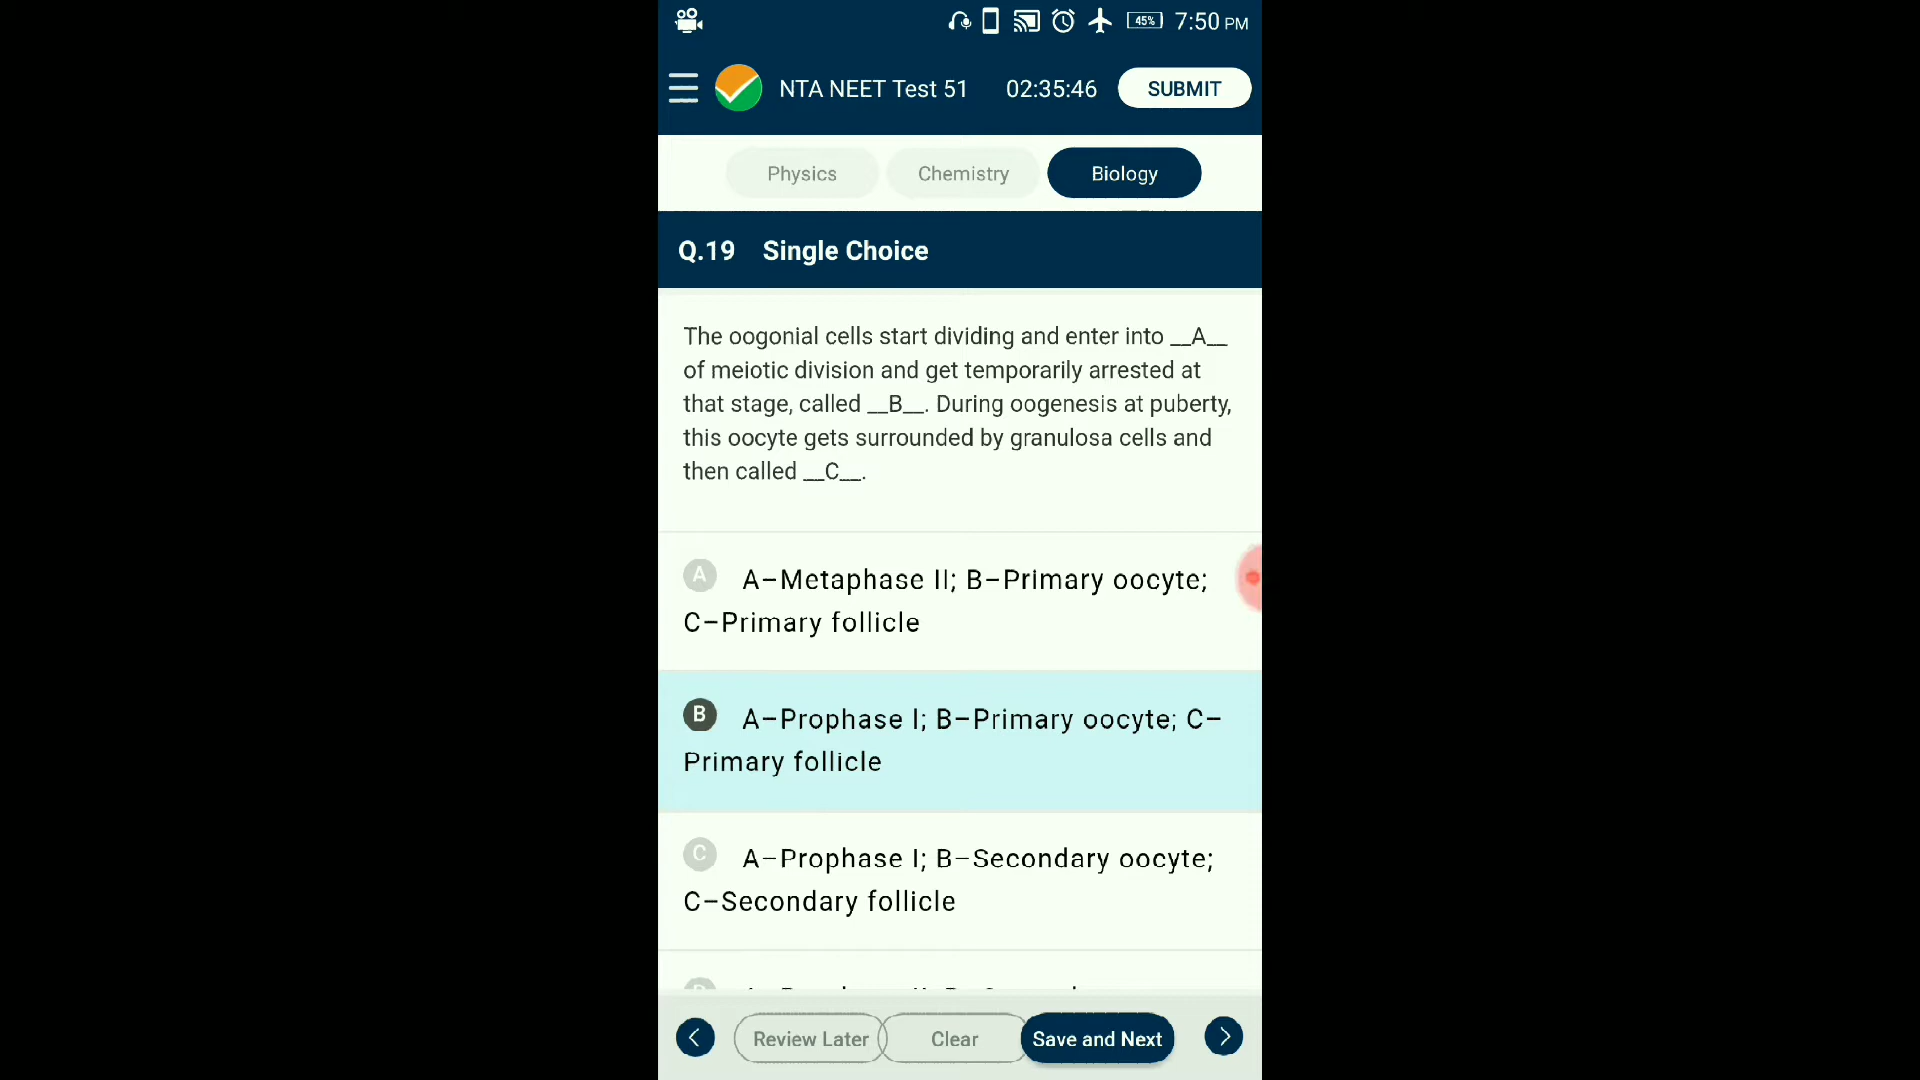 45% 7:50 PM
NTA NEET Test 51 02:35:46 SUBMIT
Physics Chemistry Biology
Q.19 Single Choice
The oogonial cells start dividing and enter into __A__
of meiotic division and get temporarily arrested at
that stage, called __B__. During oogenesis at puberty,
this oocyte gets surrounded by granulosa cells and
then called __C__.
A A–Metaphase II; B–Primary oocyte;
C–Primary follicle
B A–Prophase I; B–Primary oocyte; C–
Primary follicle
C A–Prophase I; B–Secondary oocyte;
C–Secondary follicle
Review Later Clear Save and Next